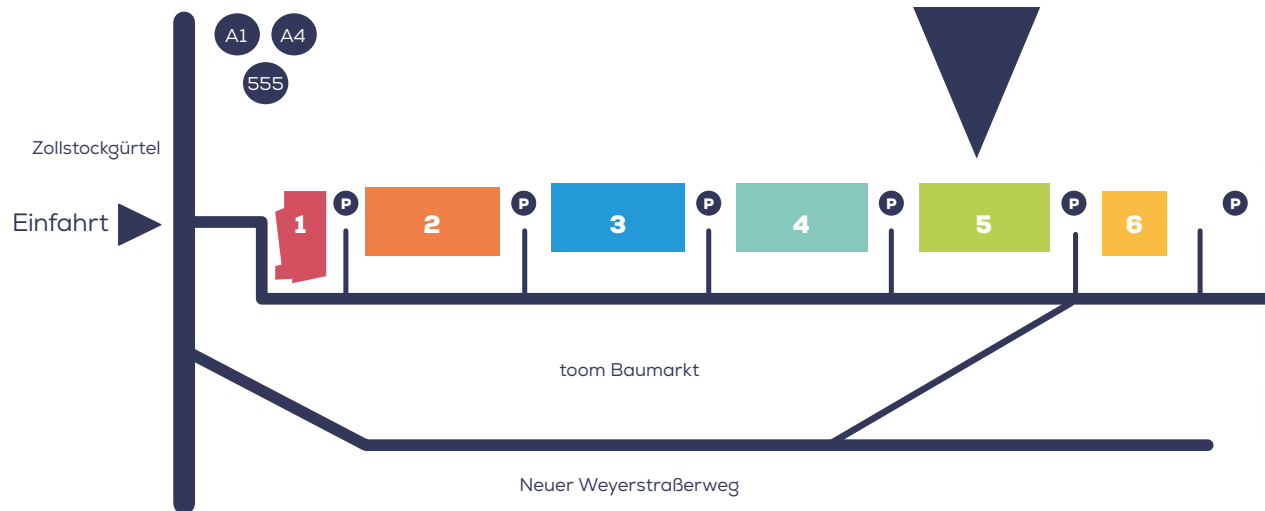 A1 A4
555
Zollstockgürtel
Einfahrt
P P P P P P
1 2 3 4 5 6
toom Baumarkt
Neuer Weyerstraßerweg